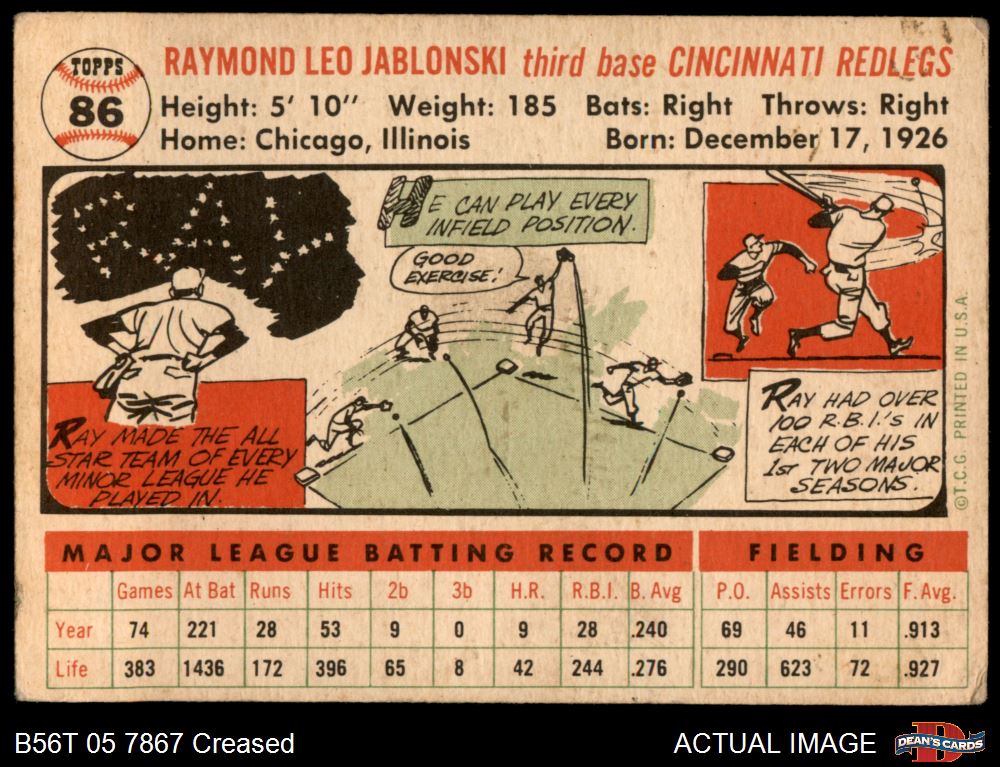 TOPPS
86
RAYMOND LEO JABLONSKI third base CINCINNATI REDLEGS
Height: 5' 10" Weight: 185 Bats: Right Throws: Right
Home: Chicago, Illinois Born: December 17, 1926
RAY MADE THE ALL
STAR TEAM OF EVERY
MINOR LEAGUE HE
PLAYED IN.
HE CAN PLAY EVERY
INFIELD POSITION.
GOOD
EXERCISE!
RAY HAD OVER
100 R.B.I.'S IN
EACH OF HIS
1ST TWO MAJOR
SEASONS.
©T.C.G. PRINTED IN U.S.A.
MAJOR LEAGUE BATTING RECORD FIELDING
Games At Bat Runs Hits 2b 3b H.R. R.B.I. B. Avg P.O. Assists Errors F. Avg.
Year 74 221 28 53 9 0 9 28 .240 69 46 11 .913
Life 383 1436 172 396 65 8 42 244 .276 290 623 72 .927
B56T 05 7867 Creased ACTUAL IMAGE
D
DEAN'S CARDS